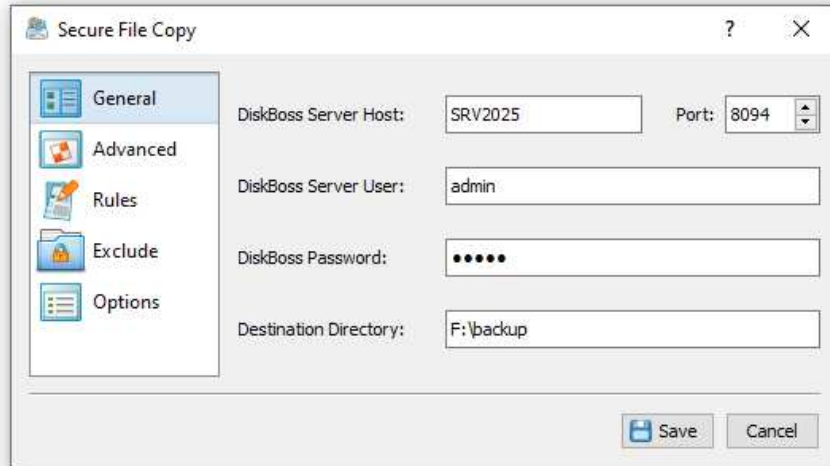 Secure File Copy
?
General
Advanced
Rules
Exclude
Options
DiskBoss Server Host: SRV2025 Port: 8094
DiskBoss Server User: admin
DiskBoss Password: •••••
Destination Directory: F:\backup
Save Cancel